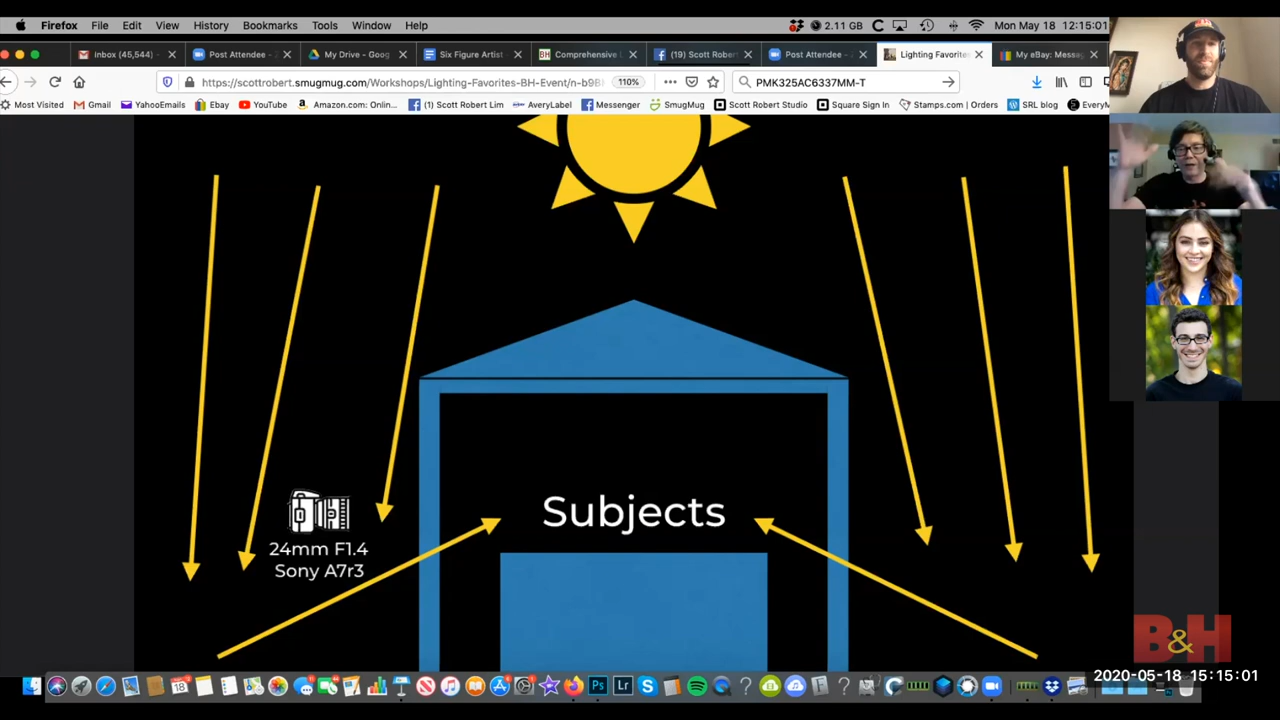 Firefox File Edit View History Bookmarks Tools Window Help 2.11 GB Mon May 18 12:15:01
Inbox (45,544) Post Attendee - Z My Drive - Goog Six Figure Artist Comprehensive L (19) Scott Robert Post Attendee - Lighting Favorites My eBay: Messag
https://scottrobert.smugmug.com/Workshops/Lighting-Favorites-BH-Event/n-b9B 110% PMK325AC6337MM-T
Most Visited Gmail YahooEmails Ebay YouTube Amazon.com: Onlin... (1) Scott Robert Lim AveryLabel Messenger SmugMug Scott Robert Studio Square Sign In Stamps.com | Orders SRL blog EveryM
Subjects
24mm F1.4
Sony A7r3
B&H
2020-05-18 15:15:01